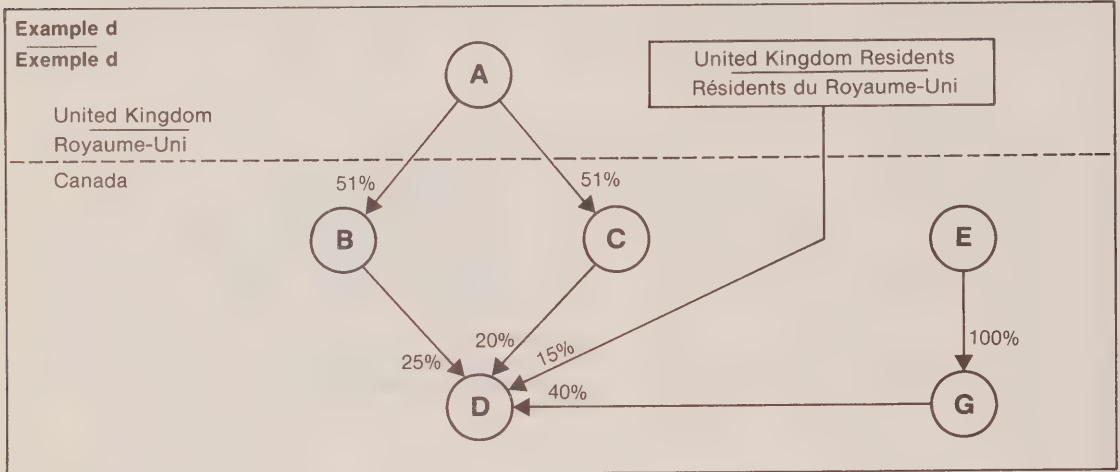 Example d
Exemple d
A
United Kingdom Residents
Résidents du Royaume-Uni
United Kingdom
Royaume-Uni
Canada
51%
51%
B
C
E
25%
20%
15%
100%
40%
D
G